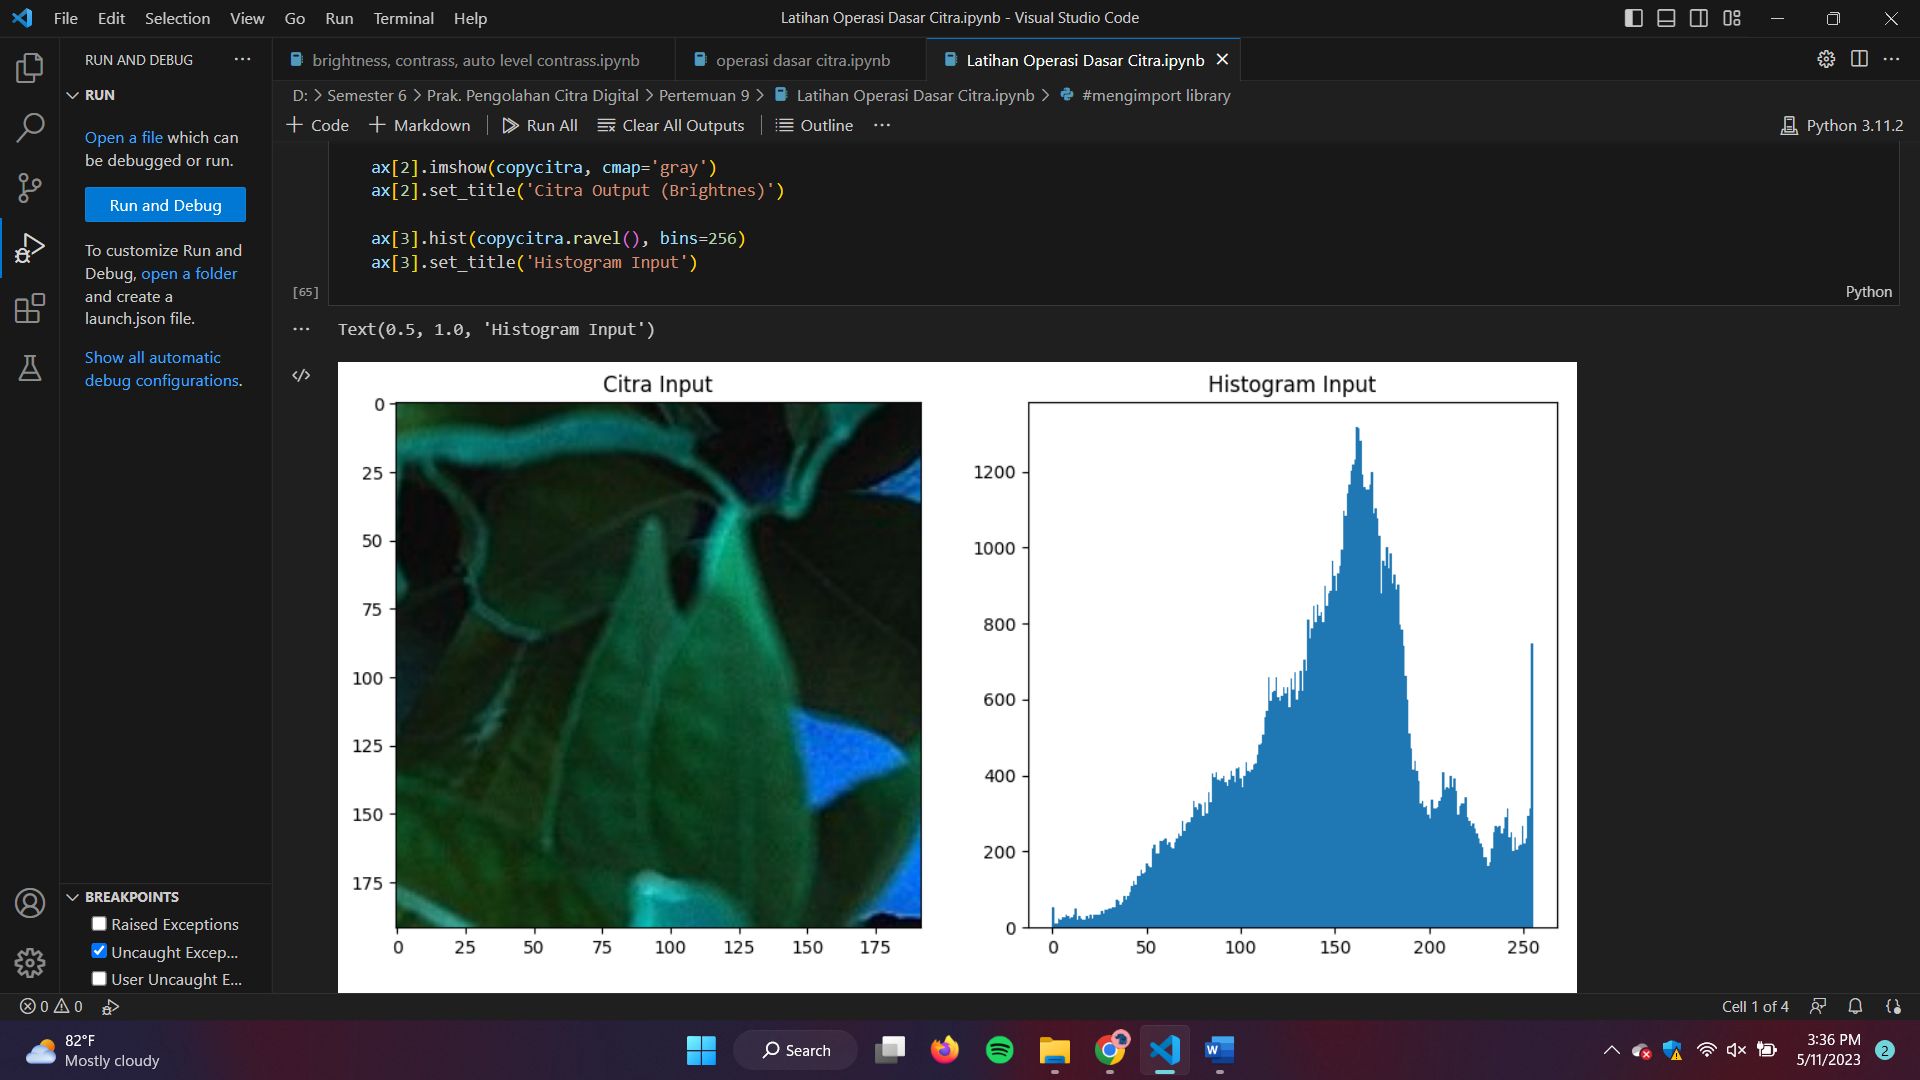 File Edit Selection View Go Run Terminal Help
Latihan Operasi Dasar Citra.ipynb - Visual Studio Code
RUN AND DEBUG ···
RUN
Open a file which can
be debugged or run.
Run and Debug
To customize Run and
Debug, open a folder
and create a
launch.json file.
Show all automatic
debug configurations.
BREAKPOINTS
Raised Exceptions
Uncaught Excep...
User Uncaught E...
brightness, contrass, auto level contrass.ipynb
operasi dasar citra.ipynb
Latihan Operasi Dasar Citra.ipynb
D: > Semester 6 > Prak. Pengolahan Citra Digital > Pertemuan 9 > Latihan Operasi Dasar Citra.ipynb > #mengimport library
+ Code + Markdown Run All Clear All Outputs Outline ···
Python 3.11.2
ax[2].imshow(copycitra, cmap='gray')
ax[2].set_title('Citra Output (Brightnes)')
ax[3].hist(copycitra.ravel(), bins=256)
ax[3].set_title('Histogram Input')
[65]
Python
Text(0.5, 1.0, 'Histogram Input')
Citra Input
0
25
50
75
100
125
150
175
0 25 50 75 100 125 150 175
Histogram Input
1200
1000
800
600
400
200
0
0 50 100 150 200 250
0 0
Cell 1 of 4
82°F
Mostly cloudy
Search
3:36 PM
5/11/2023
2